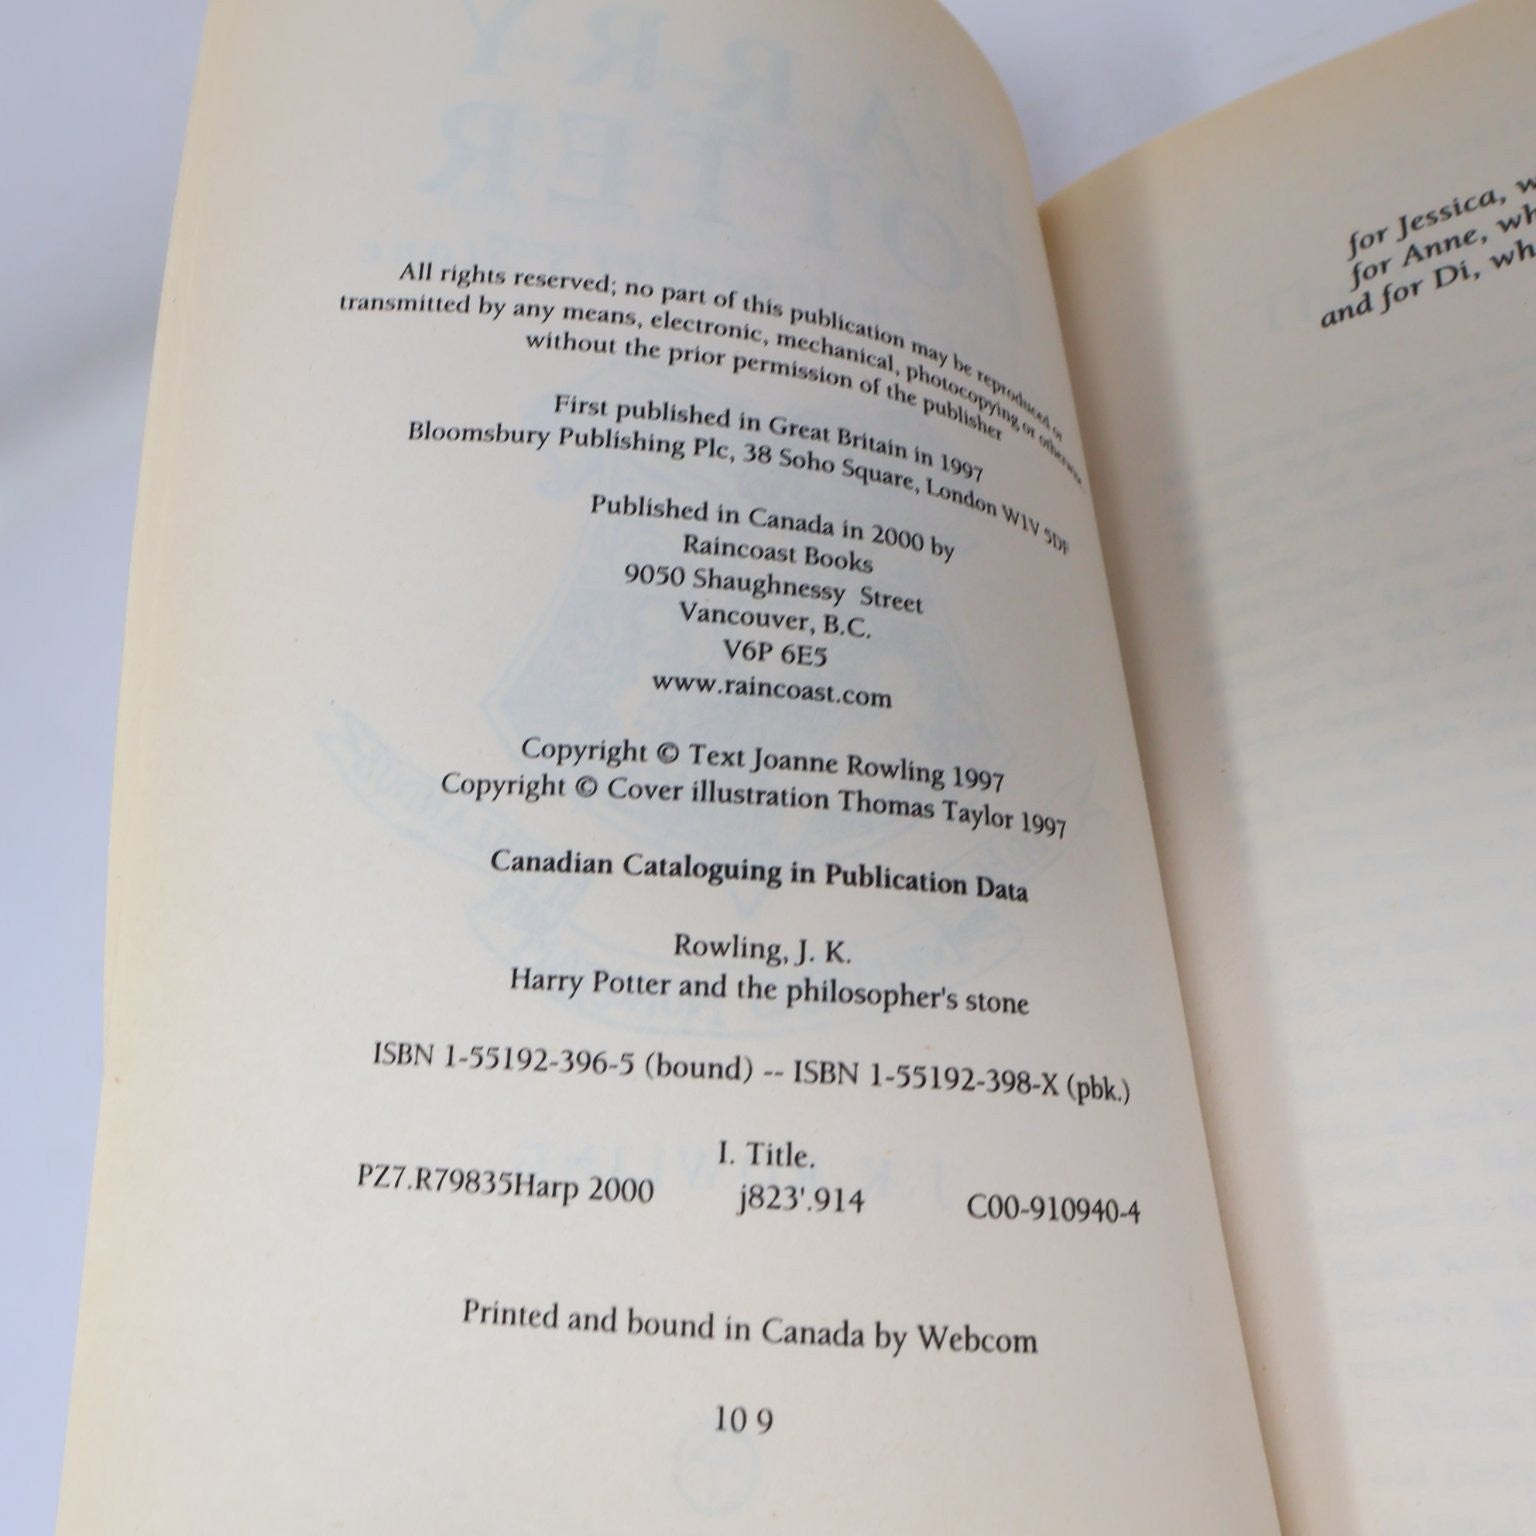 All rights reserved; no part of this publication may be reproduced or
transmitted by any means, electronic, mechanical, photocopying or otherwise,
without the prior permission of the publisher
First published in Great Britain in 1997
Bloomsbury Publishing Plc, 38 Soho Square, London W1V 5DF
Published in Canada in 2000 by
Raincoast Books
9050 Shaughnessy Street
Vancouver, B.C.
V6P 6E5
www.raincoast.com
Copyright © Text Joanne Rowling 1997
Copyright © Cover illustration Thomas Taylor 1997
Canadian Cataloguing in Publication Data
Rowling, J. K.
Harry Potter and the philosopher's stone
ISBN 1-55192-396-5 (bound) -- ISBN 1-55192-398-X (pbk.)
I. Title.
PZ7.R79835Harp 2000 j823'.914 C00-910940-4
Printed and bound in Canada by Webcom
10 9
for Jessica,
for Anne,
and for Di,